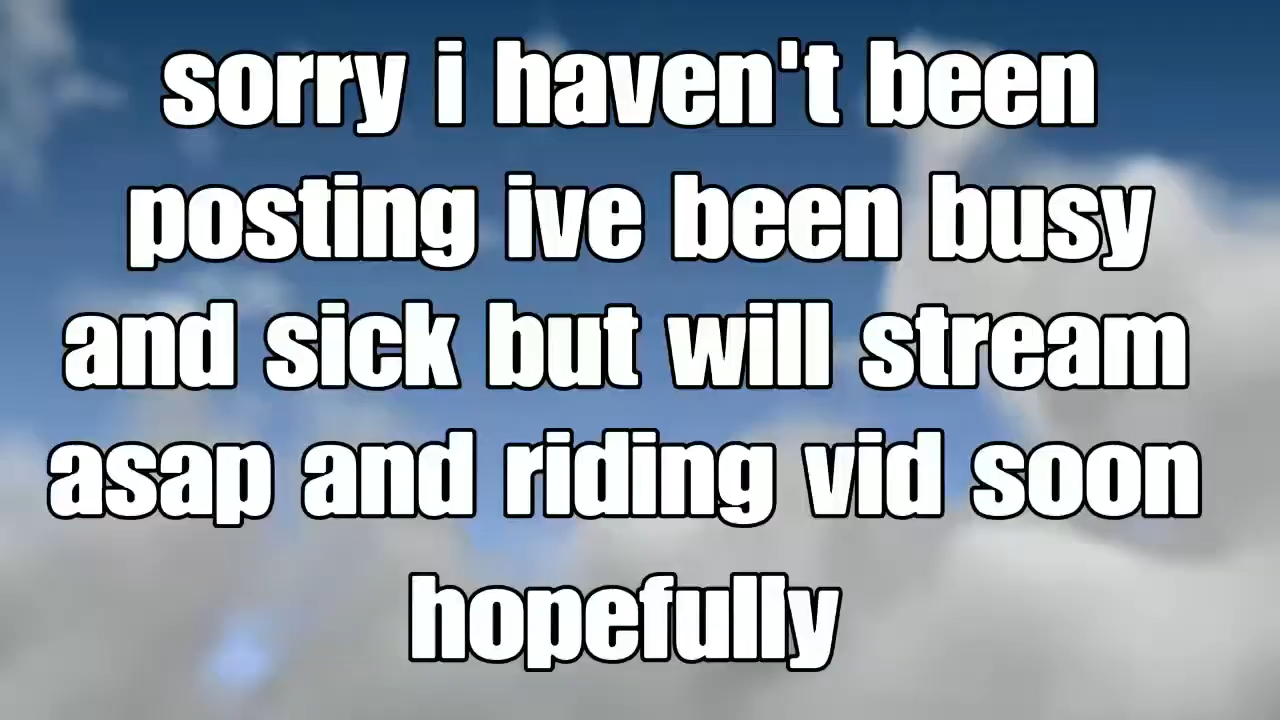 sorry i haven't been
posting ive been busy
and sick but will stream
asap and riding vid soon
hopefully